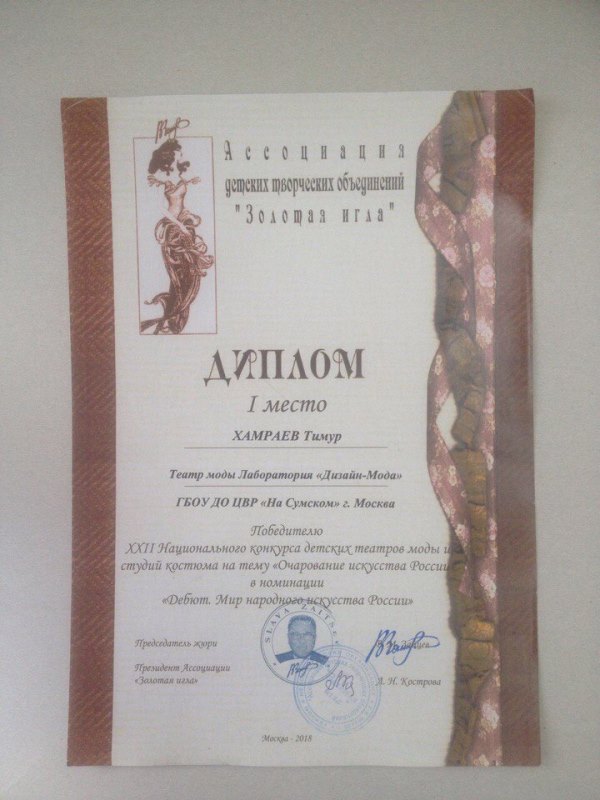 Ассоциация
детских творческих объединений
"Золотая игла"
ДИПЛОМ
I место
ХАМРАЕВ Тимур
Театр моды Лаборатория «Дизайн-Мода»
ГБОУ ДО ЦВР «На Сумском» г. Москва
Победителю
XXII Национального конкурса детских театров моды и
студий костюма на тему «Очарование искусства России
в номинации
«Дебют. Мир народного искусства России»
SLAVA ZAITSEV
Председатель жюри
Президент Ассоциации
«Золотая игла»
А. Н. Кострова
Москва - 2018